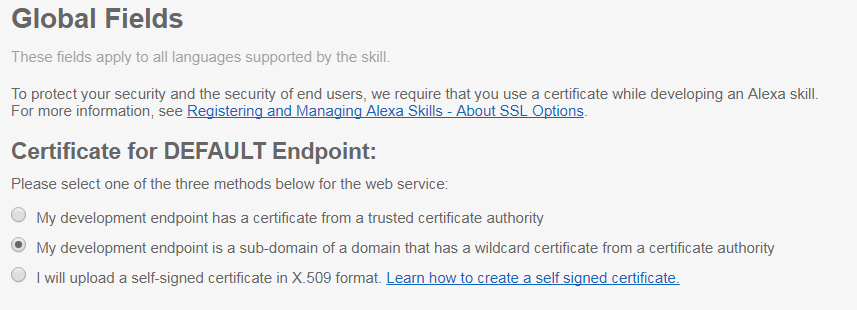 Global Fields
These fields apply to all languages supported by the skill.
To protect your security and the security of end users, we require that you use a certificate while developing an Alexa skill.
For more information, see Registering and Managing Alexa Skills - About SSL Options.
Certificate for DEFAULT Endpoint:
Please select one of the three methods below for the web service:
My development endpoint has a certificate from a trusted certificate authority
My development endpoint is a sub-domain of a domain that has a wildcard certificate from a certificate authority
I will upload a self-signed certificate in X.509 format. Learn how to create a self signed certificate.